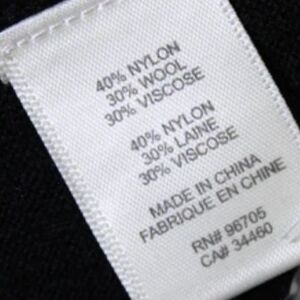 40% NYLON
30% WOOL
30% VISCOSE
40% NYLON
30% LAINE
30% VISCOSE
MADE IN CHINA
FABRIQUE EN CHINE
RN# 96705
CA# 34460